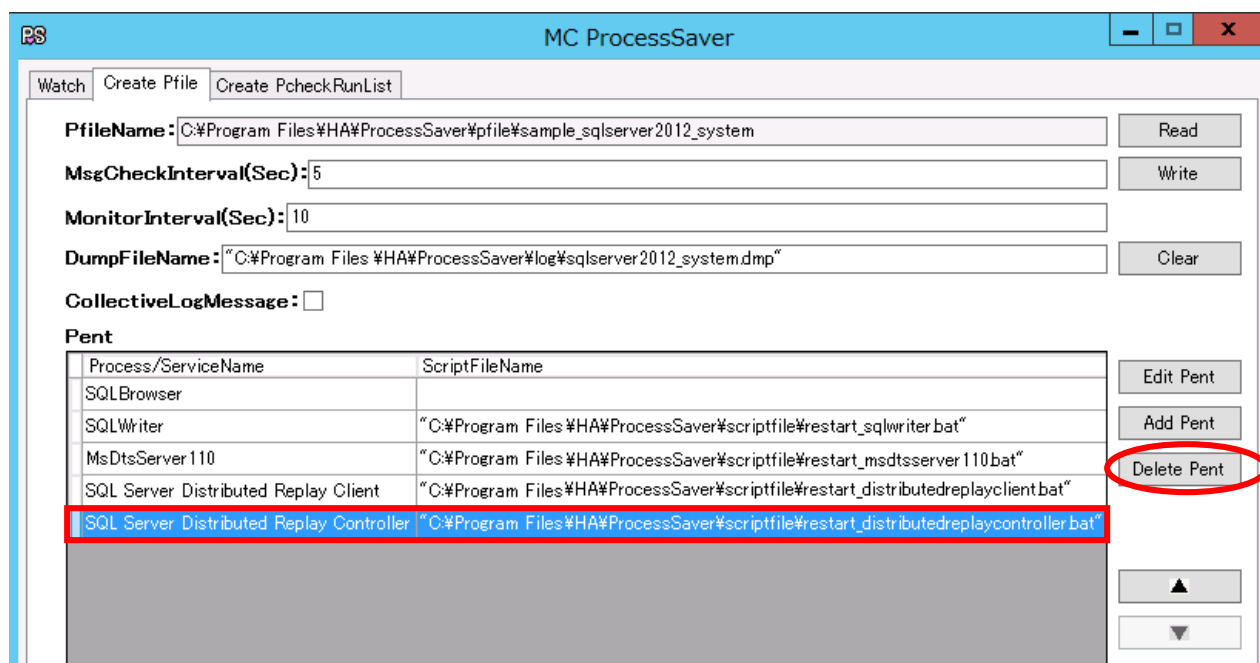 PS MC ProcessSaver
Watch Create Pfile Create PcheckRunList
PfileName: C:¥Program Files¥HA¥ProcessSaver¥pfile¥sample_sqlserver2012_system Read
MsgCheckInterval(Sec): 5 Write
MonitorInterval(Sec): 10
DumpFileName: "C:¥Program Files ¥HA¥ProcessSaver¥log¥sqlserver2012_system.dmp" Clear
CollectiveLogMessage:
Pent
Process/ServiceName ScriptFileName
Edit Pent
SQLBrowser
SQLWriter "C:¥Program Files ¥HA¥ProcessSaver¥scriptfile¥restart_sqlwriter.bat" Add Pent
MsDtsServer110 "C:¥Program Files ¥HA¥ProcessSaver¥scriptfile¥restart_msdtsserver110.bat" Delete Pent
SQL Server Distributed Replay Client "C:¥Program Files¥HA¥ProcessSaver¥scriptfile¥restart_distributedreplayclient.bat"
SQL Server Distributed Replay Controller "C:¥Program Files¥HA¥ProcessSaver¥scriptfile¥restart_distributedreplaycontroller.bat"